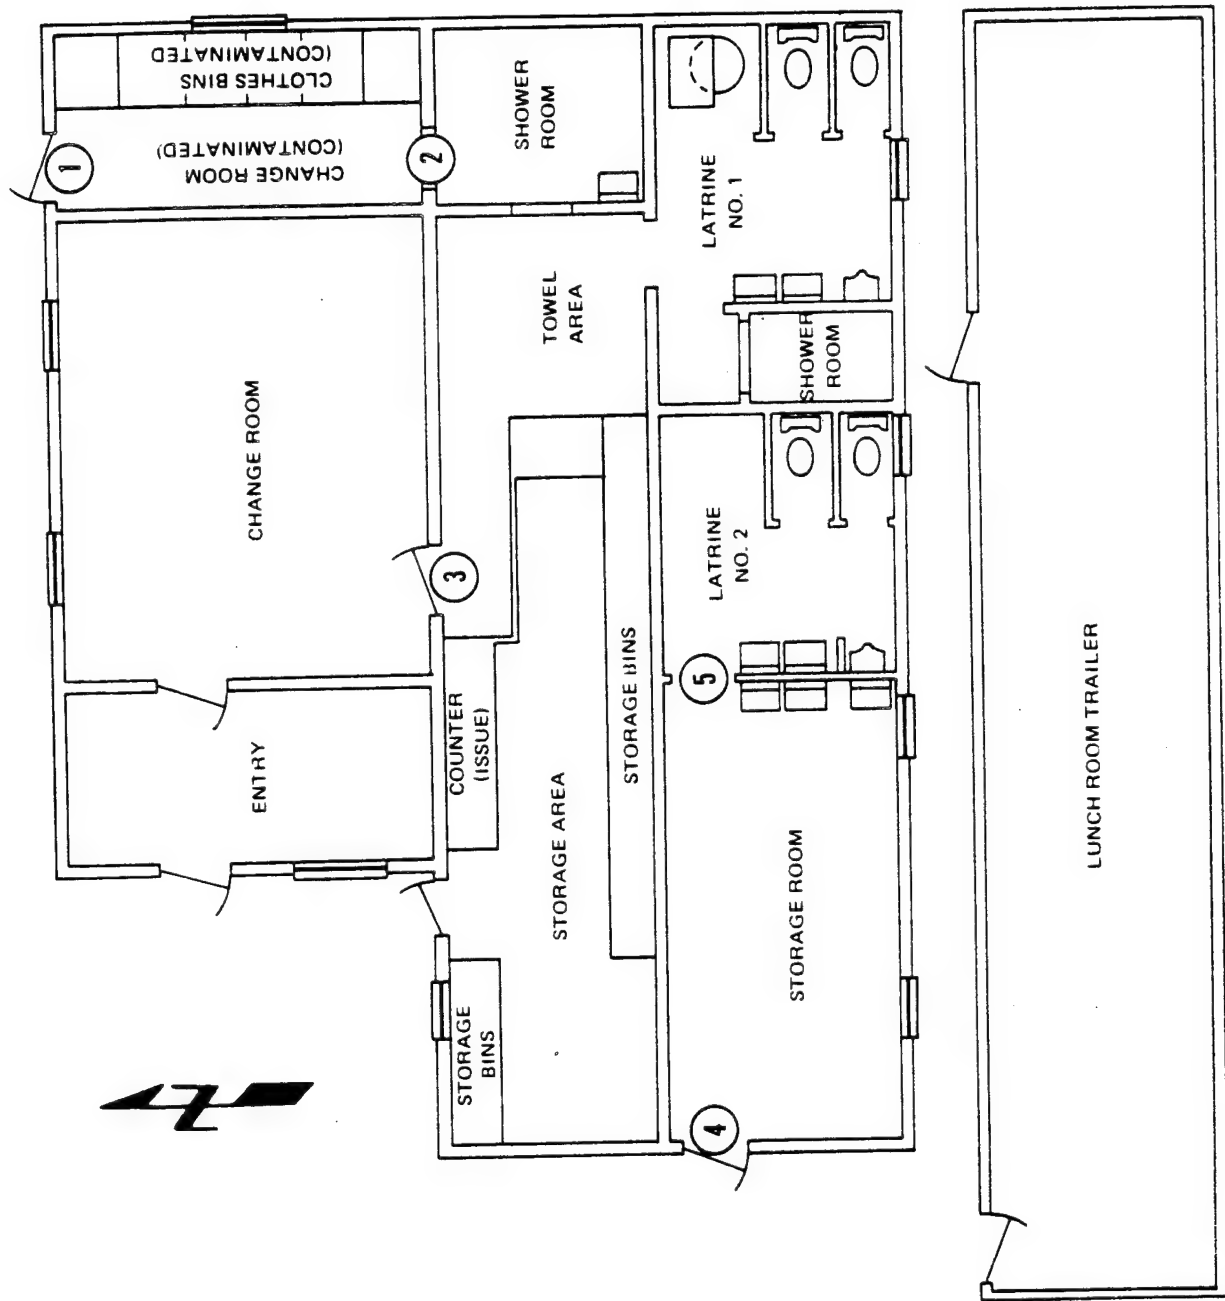 CLOTHES BINS
(CONTAMINATED
CHANGE ROOM
(CONTAMINATED)
1
2
SHOWER
ROOM
CHANGE ROOM
TOWEL
AREA
LATRINE
NO. 1
SHOWER
ROOM
3
ENTRY
COUNTER
(ISSUE)
STORAGE BINS
LATRINE
NO. 2
5
STORAGE AREA
STORAGE
BINS
STORAGE ROOM
4
N
LUNCH ROOM TRAILER